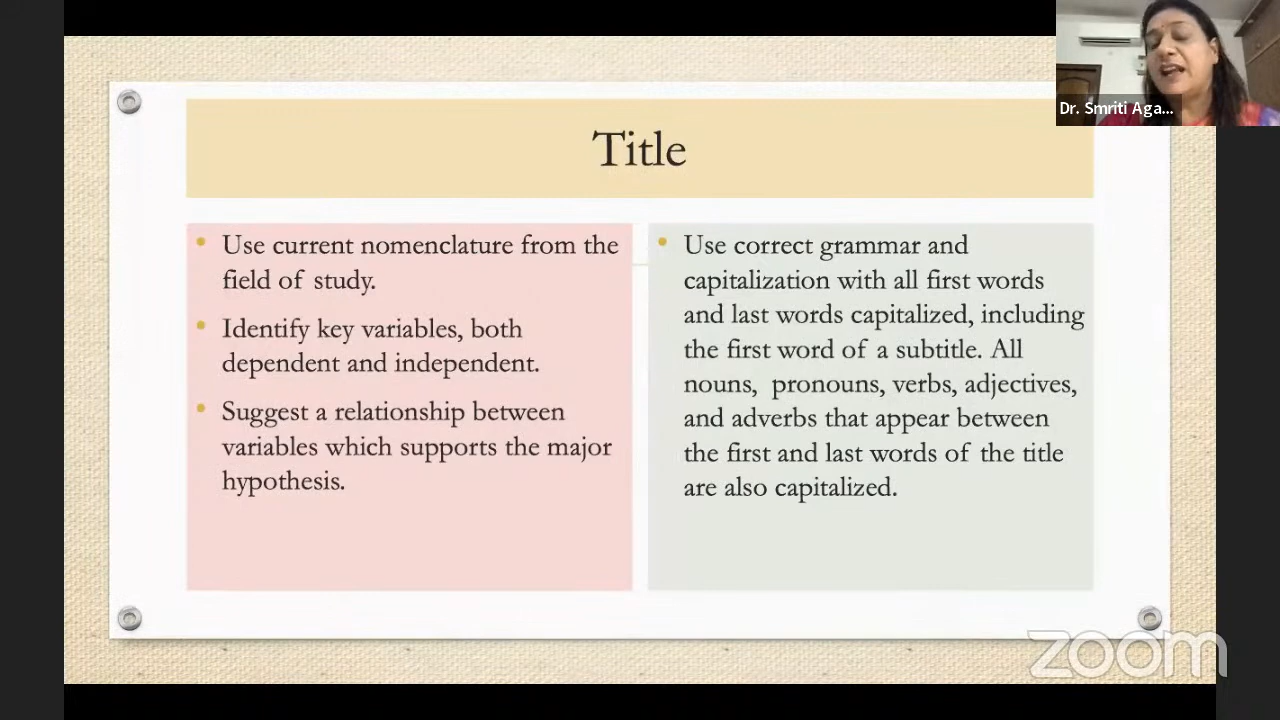 Dr. Smriti Aga...
Title
Use current nomenclature from the
field of study.
Identify key variables, both
dependent and independent.
Suggest a relationship between
variables which supports the major
hypothesis.
Use correct grammar and
capitalization with all first words
and last words capitalized, including
the first word of a subtitle. All
nouns, pronouns, verbs, adjectives,
and adverbs that appear between
the first and last words of the title
are also capitalized.
zoom